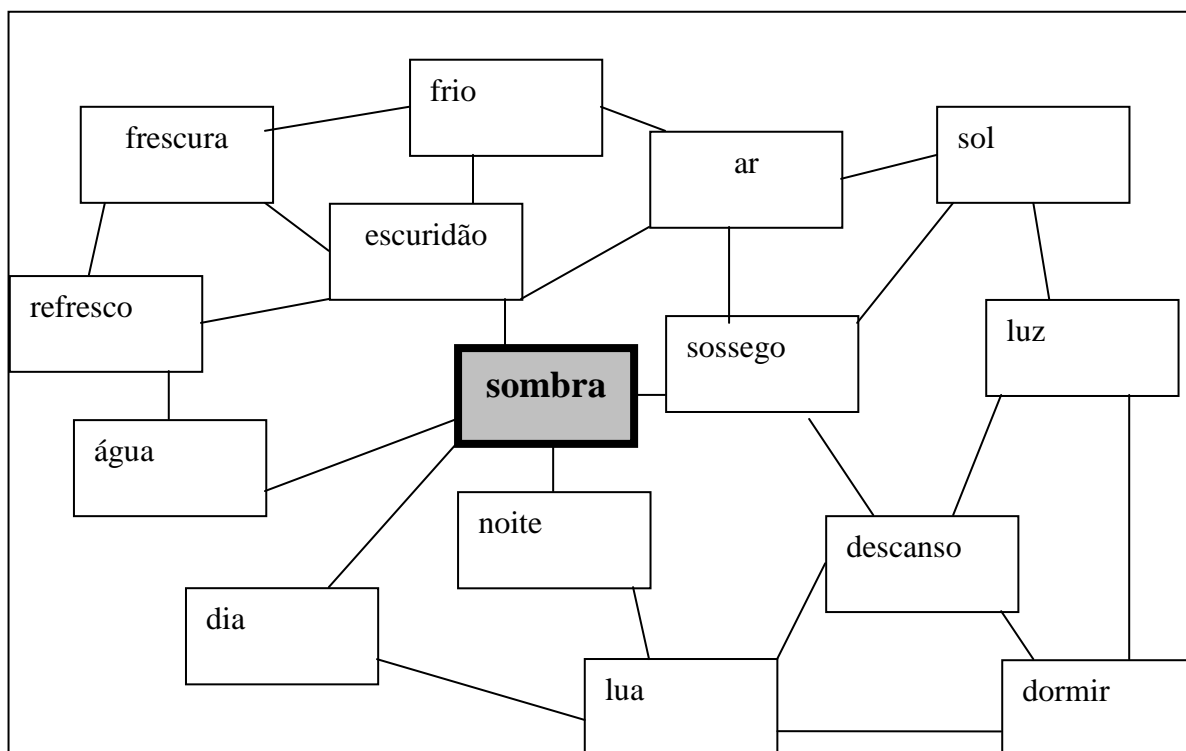 frio
frescura
ar
sol
escuridão
refresco
sossego
luz
sombra
água
noite
descanso
dia
lua
dormir